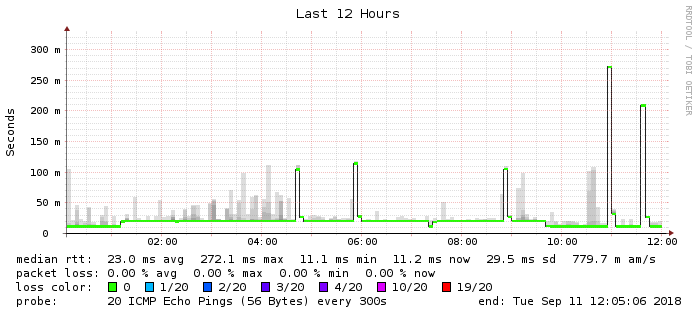 Last 12 Hours
RRDTOOL / TOBI OETIKER
Seconds
300 m
250 m
200 m
150 m
100 m
50 m
0
02:00 04:00 06:00 08:00 10:00 12:00
median rtt: 23.0 ms avg 272.1 ms max 11.1 ms min 11.2 ms now 29.5 ms sd 779.7 m am/s
packet loss: 0.00 % avg 0.00 % max 0.00 % min 0.00 % now
loss color: 0 1/20 2/20 3/20 4/20 10/20 19/20
probe: 20 ICMP Echo Pings (56 Bytes) every 300s end: Tue Sep 11 12:05:06 2018